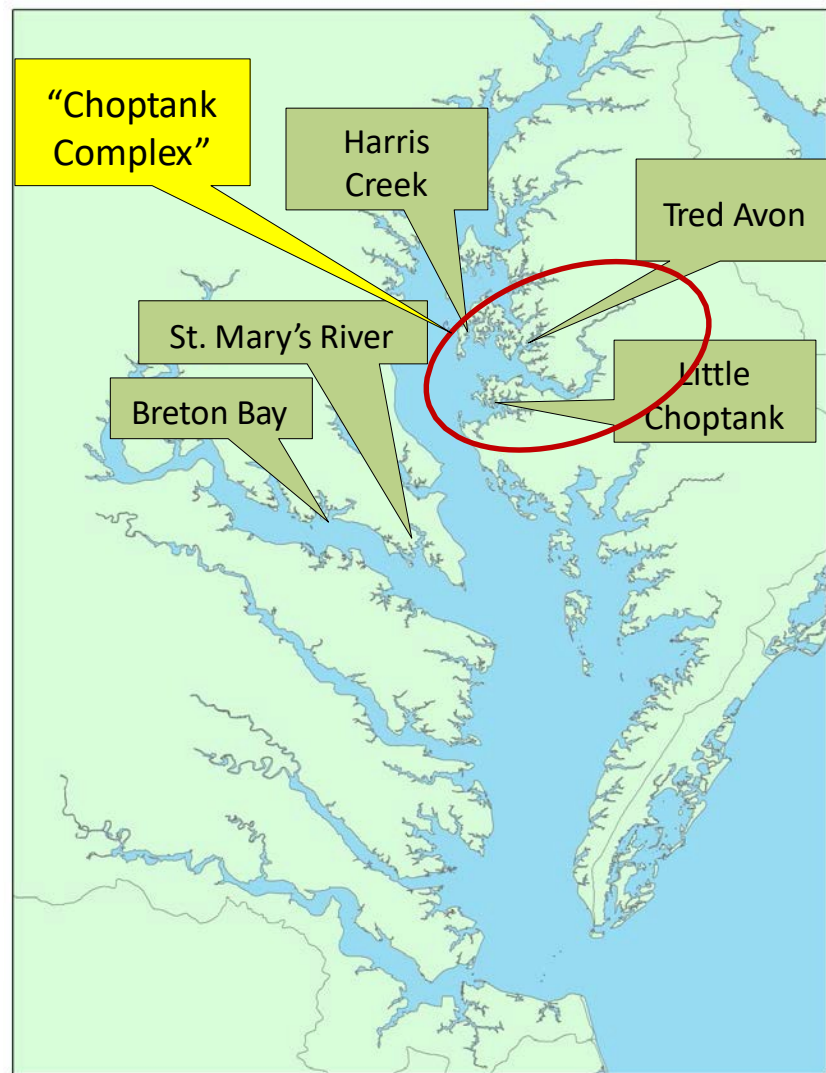 “Choptank
Complex”
Harris
Creek
Tred Avon
St. Mary’s River
Breton Bay
Little
Choptank